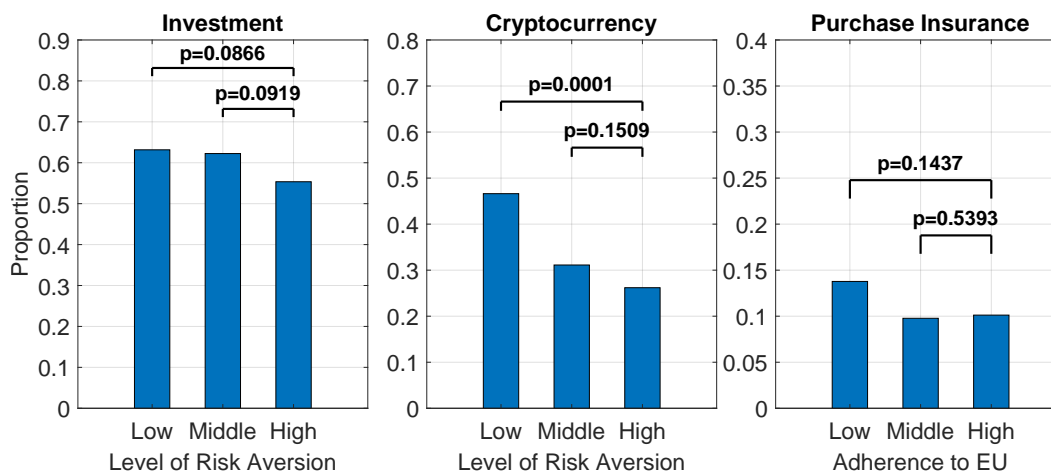 Investment
Cryptocurrency
Purchase Insurance
Proportion
0.9
0.8
0.7
0.6
0.5
0.4
0.3
0.2
0.1
0
p=0.0866
p=0.0919
Low Middle High
Level of Risk Aversion
0.8
0.7
0.6
0.5
0.4
0.3
0.2
0.1
0
p=0.0001
p=0.1509
Low Middle High
Level of Risk Aversion
0.4
0.35
0.3
0.25
0.2
0.15
0.1
0.05
0
p=0.1437
p=0.5393
Low Middle High
Adherence to EU